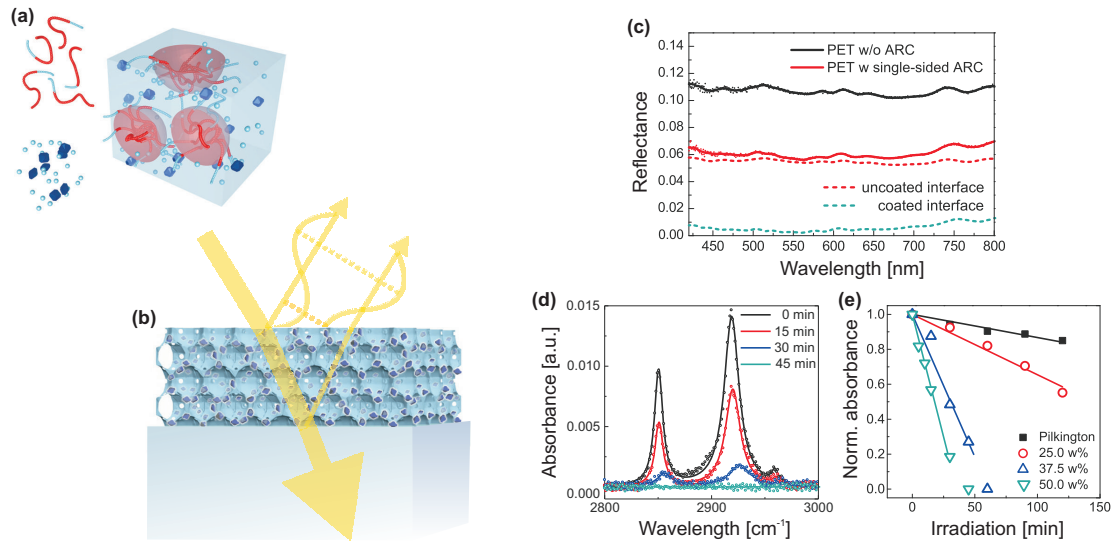 (a)
(b)
(c)
Reflectance
0.14
0.12
0.10
0.08
0.06
0.04
0.02
0.00
PET w/o ARC
PET w single-sided ARC
uncoated interface
coated interface
450 500 550 600 650 700 750 800
Wavelength [nm]
(d)
Absorbance [a.u.]
0.015
0.010
0.005
0.000
0 min
15 min
30 min
45 min
2800 2900 3000
Wavelength [cm-1]
(e)
Norm. absorbance
1.0
0.8
0.6
0.4
0.2
0.0
Pilkington
25.0 w%
37.5 w%
50.0 w%
0 50 100 150
Irradiation [min]